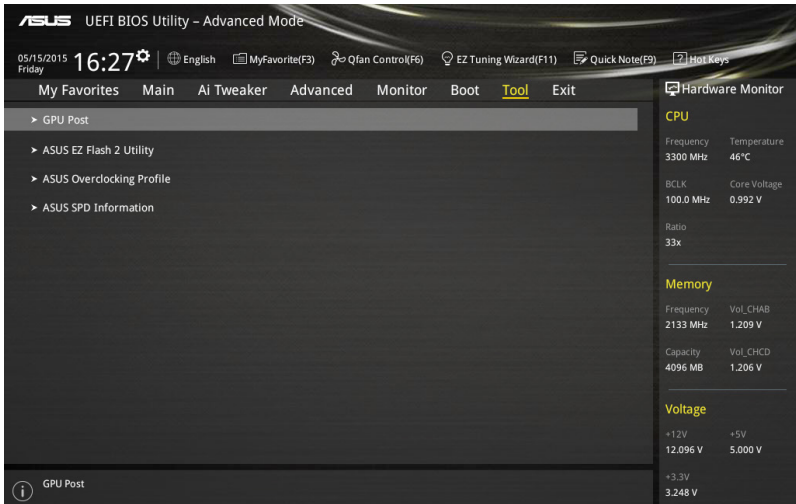 ASUS UEFI BIOS Utility – Advanced Mode
05/15/2015
Friday
16:27
English MyFavorite(F3) Qfan Control(F6) EZ Tuning Wizard(F11) Quick Note(F9) ? Hot Keys
My Favorites Main Ai Tweaker Advanced Monitor Boot Tool Exit
Hardware Monitor
> GPU Post
> ASUS EZ Flash 2 Utility
> ASUS Overclocking Profile
> ASUS SPD Information
CPU
Frequency Temperature
3300 MHz 46°C
BCLK Core Voltage
100.0 MHz 0.992 V
Ratio
33x
Memory
Frequency Vol_CHAB
2133 MHz 1.209 V
Capacity Vol_CHCD
4096 MB 1.206 V
Voltage
+12V +5V
12.096 V 5.000 V
+3.3V
3.248 V
i GPU Post